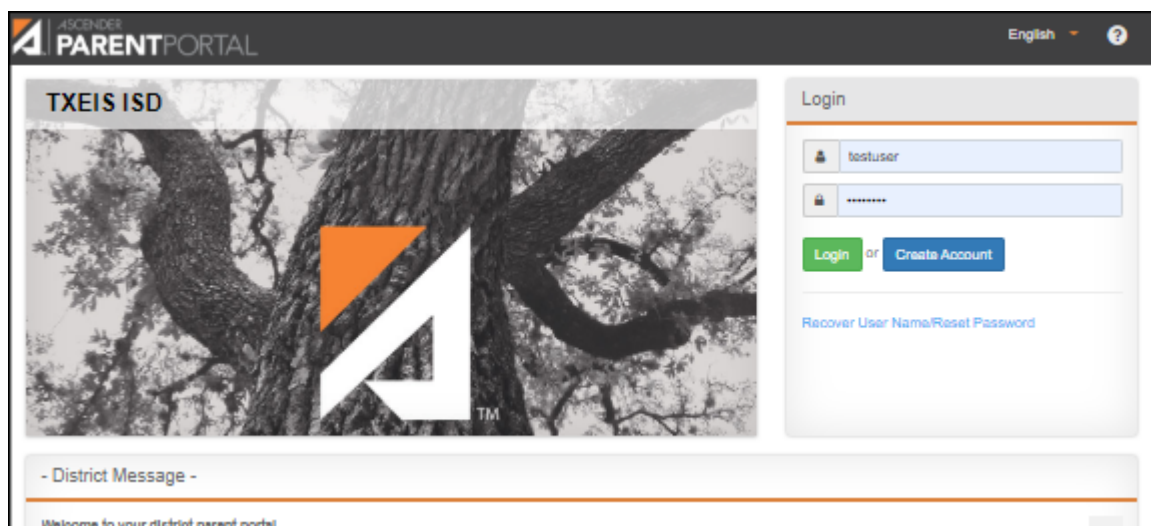 ASCENDER
PARENTPORTAL
English
?
TXEIS ISD
TM
Login
testuser
••••••••
Login or Create Account
Recover User Name/Reset Password
- District Message -
Welcome to your district parent portal